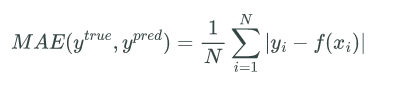 MAE(y^{true}, y^{pred}) = \frac{1}{N} \sum_{i=1}^{N} |y_i - f(x_i)|